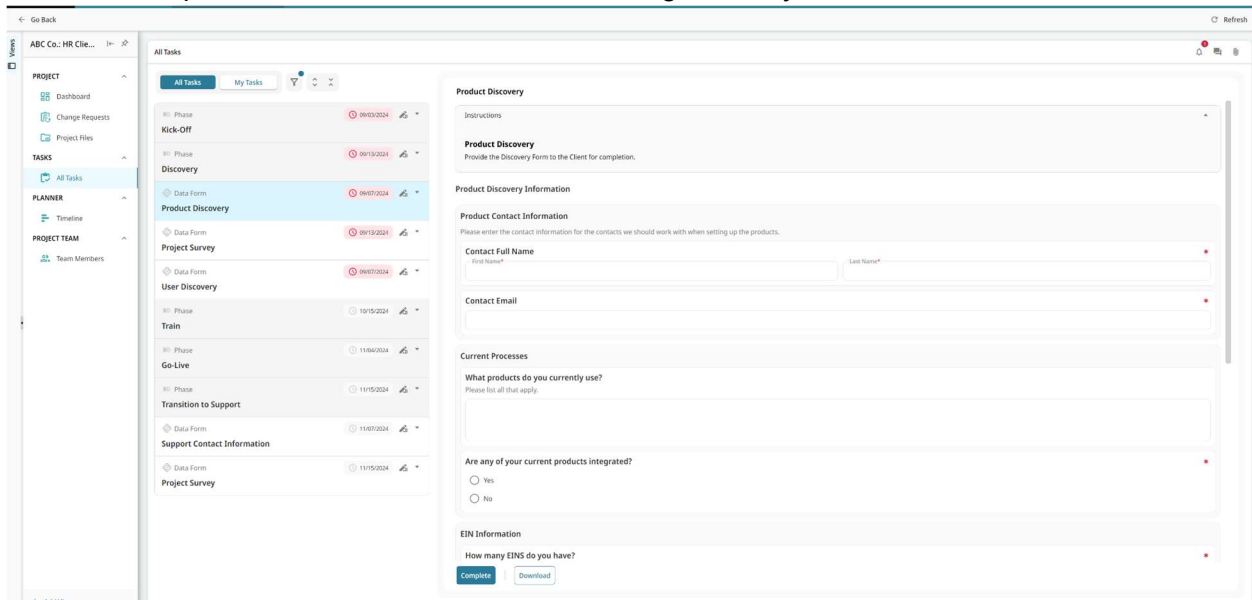 Go Back
Refresh
Views
ABC Co.: HR Clie...
PROJECT
Dashboard
Change Requests
Project Files
TASKS
All Tasks
PLANNER
Timeline
PROJECT TEAM
Team Members
All Tasks
1
All Tasks
My Tasks
Phase
09/03/2024
Kick-Off
Phase
09/13/2024
Discovery
Data Form
09/07/2024
Product Discovery
Data Form
09/13/2024
Project Survey
Data Form
09/07/2024
User Discovery
Phase
10/15/2024
Train
Phase
11/04/2024
Go-Live
Phase
11/15/2024
Transition to Support
Data Form
11/07/2024
Support Contact Information
Data Form
11/15/2024
Project Survey
Product Discovery
Instructions
Product Discovery
Provide the Discovery Form to the Client for completion.
Product Discovery Information
Product Contact Information
Please enter the contact information for the contacts we should work with when setting up the products.
Contact Full Name *
First Name*
Last Name*
Contact Email *
Current Processes
What products do you currently use?
Please list all that apply.
Are any of your current products integrated? *
Yes
No
EIN Information
How many EINS do you have? *
Complete
Download